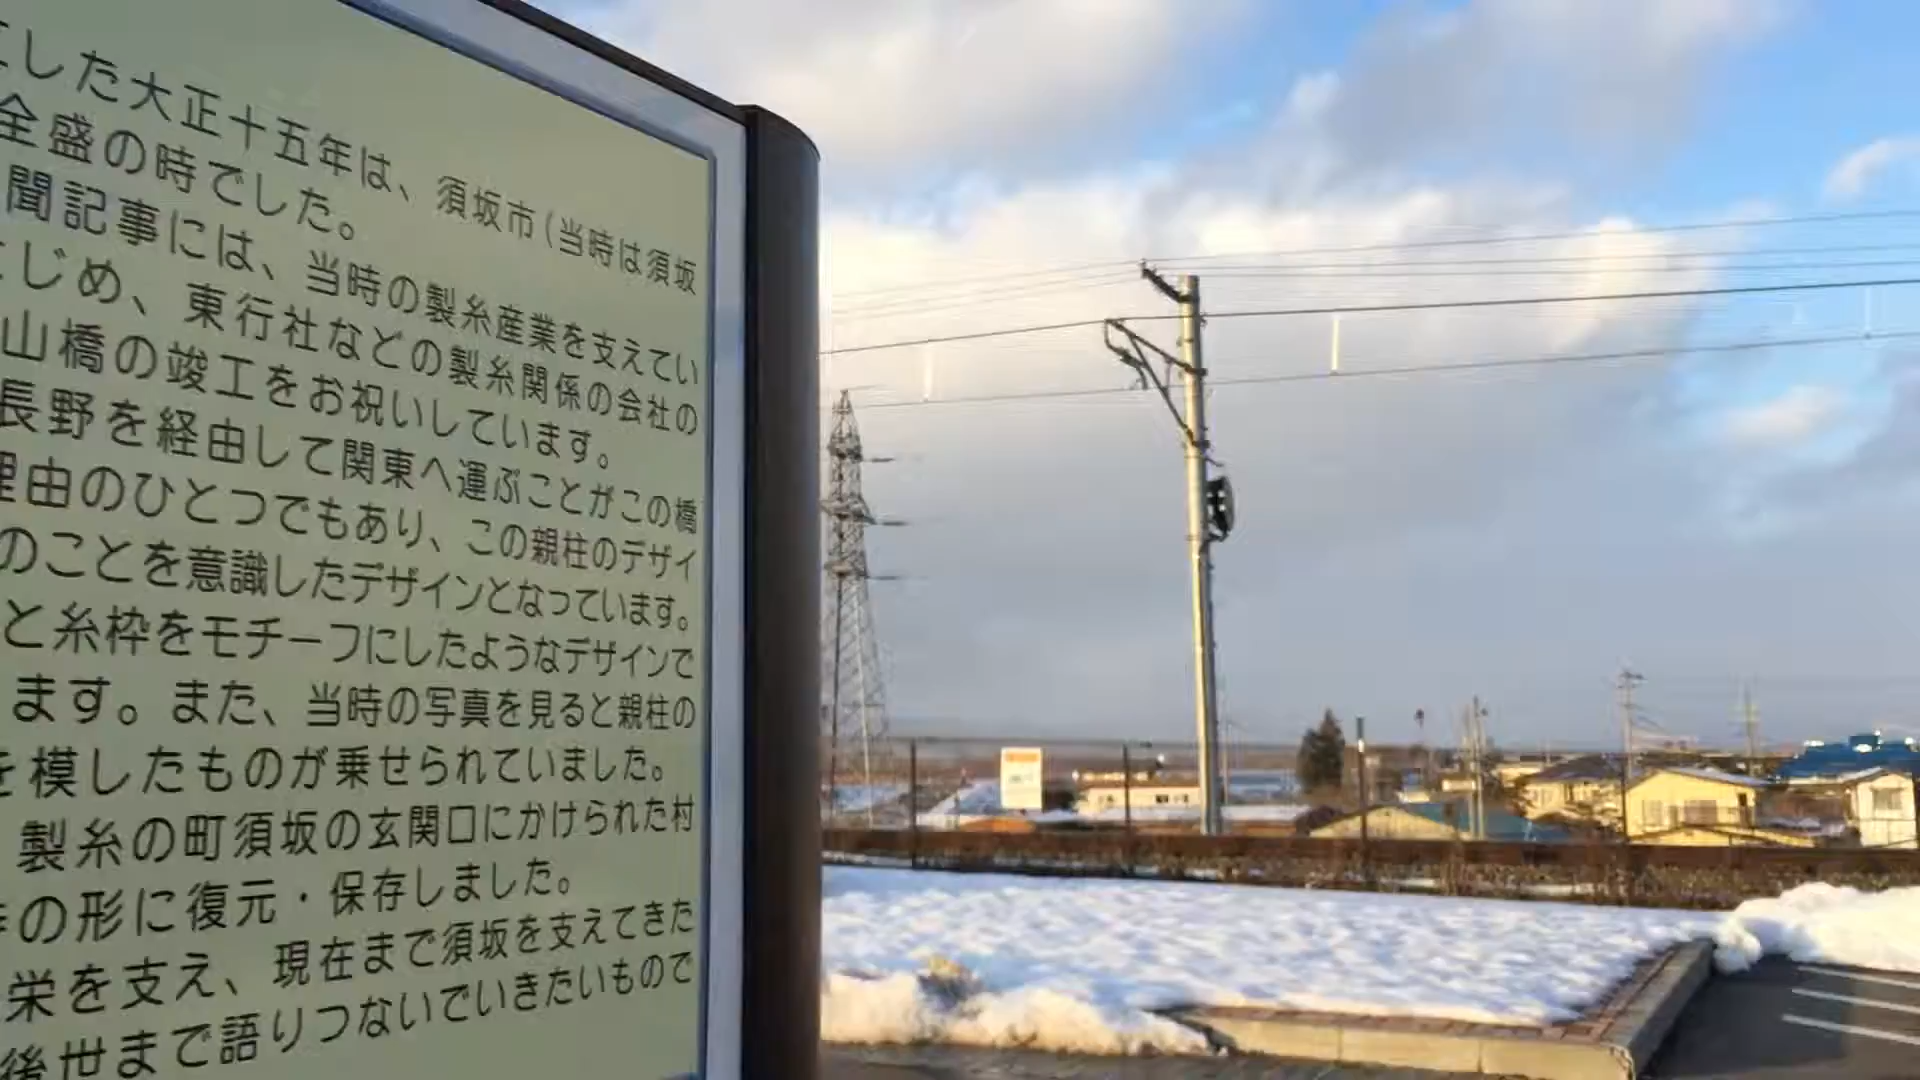 した大正十五年は、須坂市(当時は須坂
全盛の時でした。
聞記事には、当時の製糸産業を支えてい
じめ、東行社などの製糸関係の会社の
山橋の竣工をお祝いしています。
長野を経由して関東へ運ぶことがこの橋
理由のひとつでもあり、この親柱のデザイ
のことを意識したデザインとなっています。
と糸枠をモチーフにしたようなデザインで
ます。また、当時の写真を見ると親柱の
を模したものが乗せられていました。
製糸の町須坂の玄関口にかけられた村
の形に復元・保存しました。
栄を支え、現在まで須坂を支えてきた
後世まで語りつないでいきたいもので